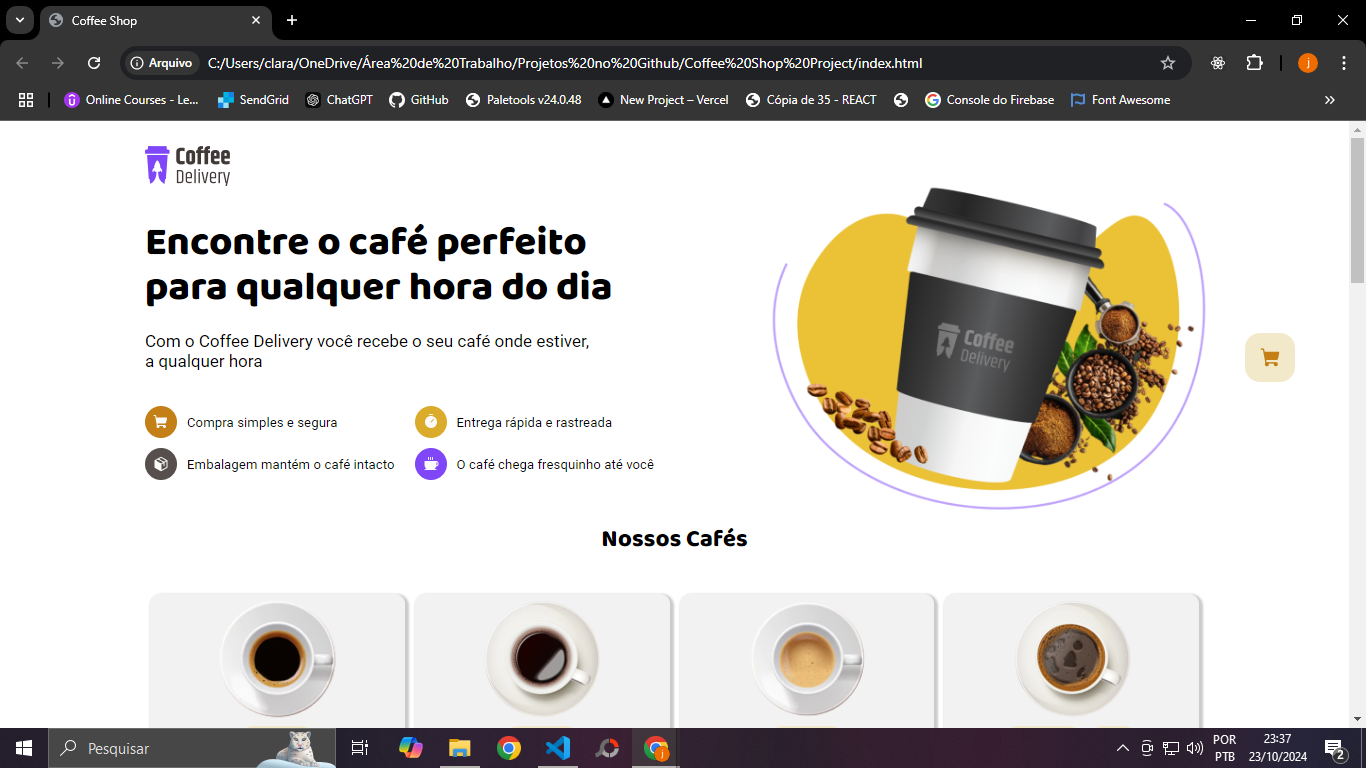 Coffee Shop
Arquivo
C:/Users/clara/OneDrive/Área%20de%20Trabalho/Projetos%20no%20Github/Coffee%20Shop%20Project/index.html
j
Online Courses - Le...
SendGrid
ChatGPT
GitHub
Paletools v24.0.48
New Project – Vercel
Cópia de 35 - REACT
Console do Firebase
Font Awesome
Coffee
Delivery
Encontre o café perfeito
para qualquer hora do dia
Com o Coffee Delivery você recebe o seu café onde estiver,
a qualquer hora
Compra simples e segura
Entrega rápida e rastreada
Embalagem mantém o café intacto
O café chega fresquinho até você
Coffee
Delivery
Nossos Cafés
Pesquisar
j
POR
PTB
23:37
23/10/2024
2